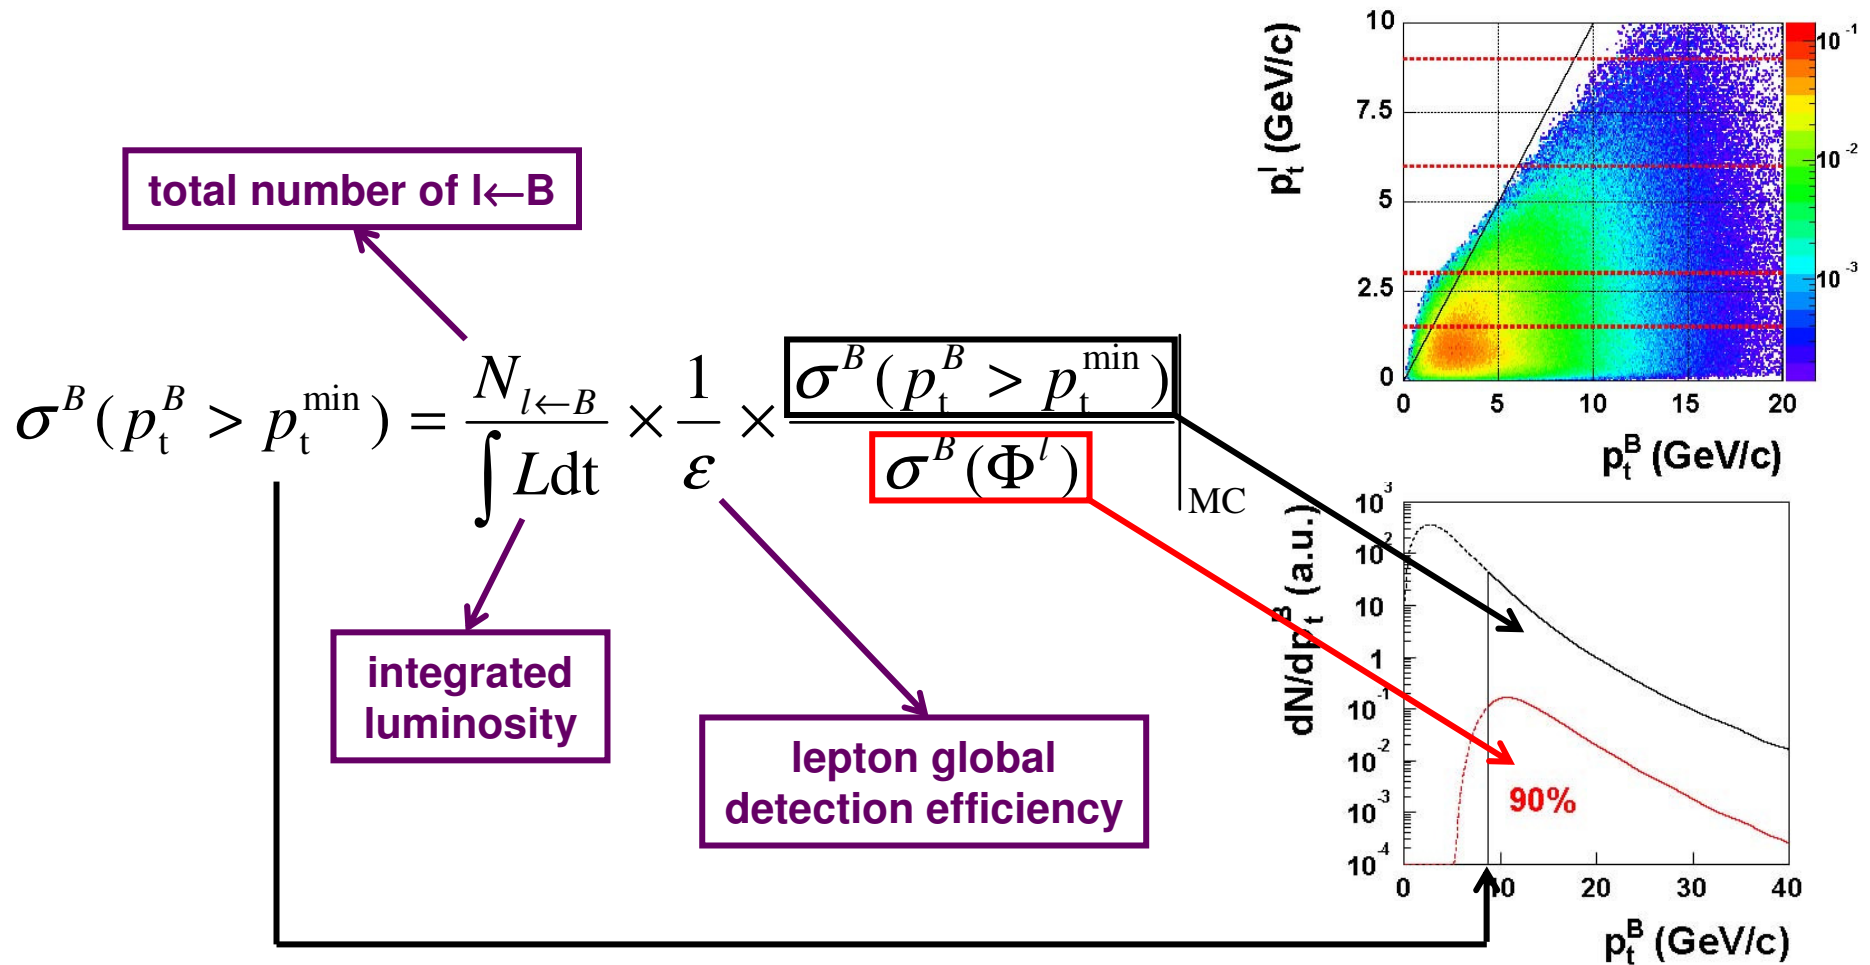 total number of l←B
σ^B (p_t^B > p_t^min) = N_{l←B} / ∫Ldt × 1/ε × σ^B (p_t^B > p_t^min) / σ^B (Φ^l) |_MC
integrated
luminosity
lepton global
detection efficiency
p_t^l (GeV/c)
10
7.5
5
2.5
0
0 5 10 15 20
p_t^B (GeV/c)
10^-1
10^-2
10^-3
dN/dp_t^B (a.u.)
10^3
10^2
10
1
10^-1
10^-2
10^-3
10^-4
90%
0 10 20 30 40
p_t^B (GeV/c)